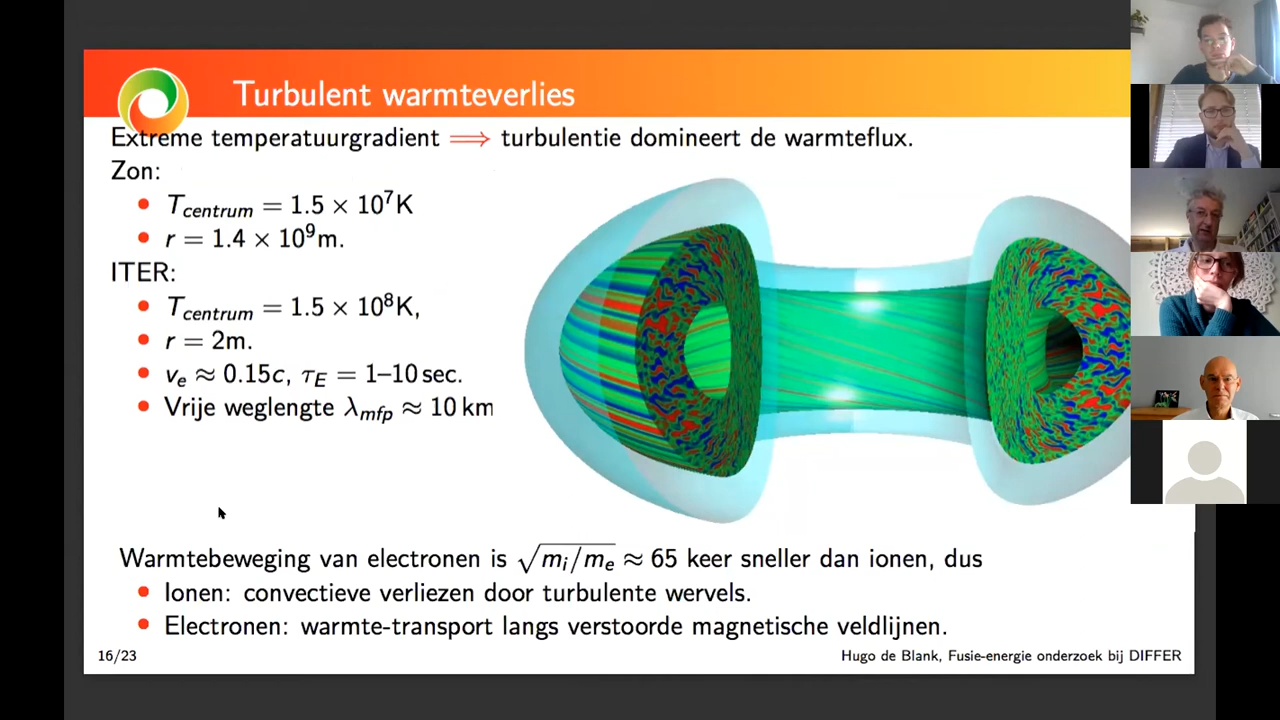 Turbulent warmteverlies
Extreme temperatuurgradient ⟹ turbulentie domineert de warmteflux.
Zon:
• T_centrum = 1.5 × 10^7 K
• r = 1.4 × 10^9 m.
ITER:
• T_centrum = 1.5 × 10^8 K,
• r = 2m.
• v_e ≈ 0.15c, τ_E = 1–10 sec.
• Vrije weglengte λ_mfp ≈ 10 km
Warmtebeweging van electronen is √(m_i/m_e) ≈ 65 keer sneller dan ionen, dus
• Ionen: convectieve verliezen door turbulente wervels.
• Electronen: warmte-transport langs verstoorde magnetische veldlijnen.
16/23 Hugo de Blank, Fusie-energie onderzoek bij DIFFER